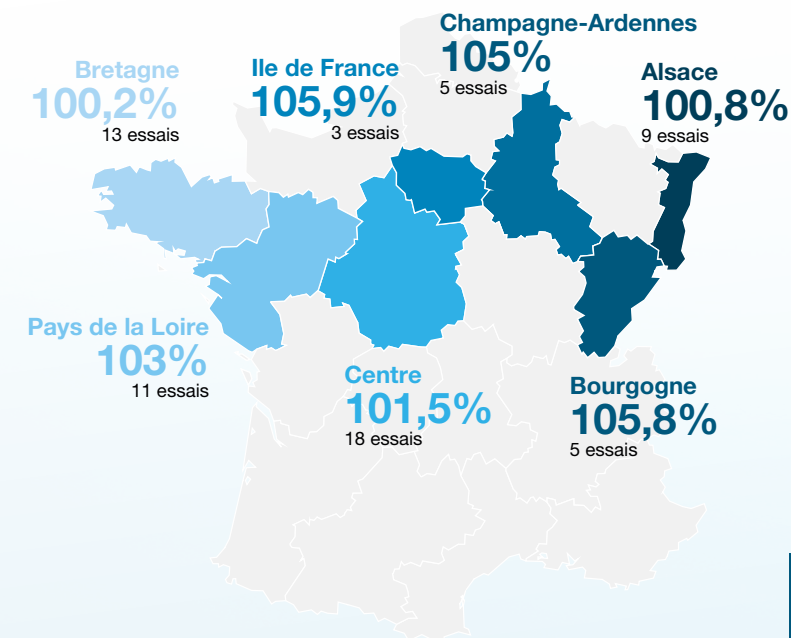 Champagne-Ardennes
105%
5 essais
Ile de France
105,9%
3 essais
Bretagne
100,2%
13 essais
Alsace
100,8%
9 essais
Pays de la Loire
103%
11 essais
Centre
101,5%
18 essais
Bourgogne
105,8%
5 essais